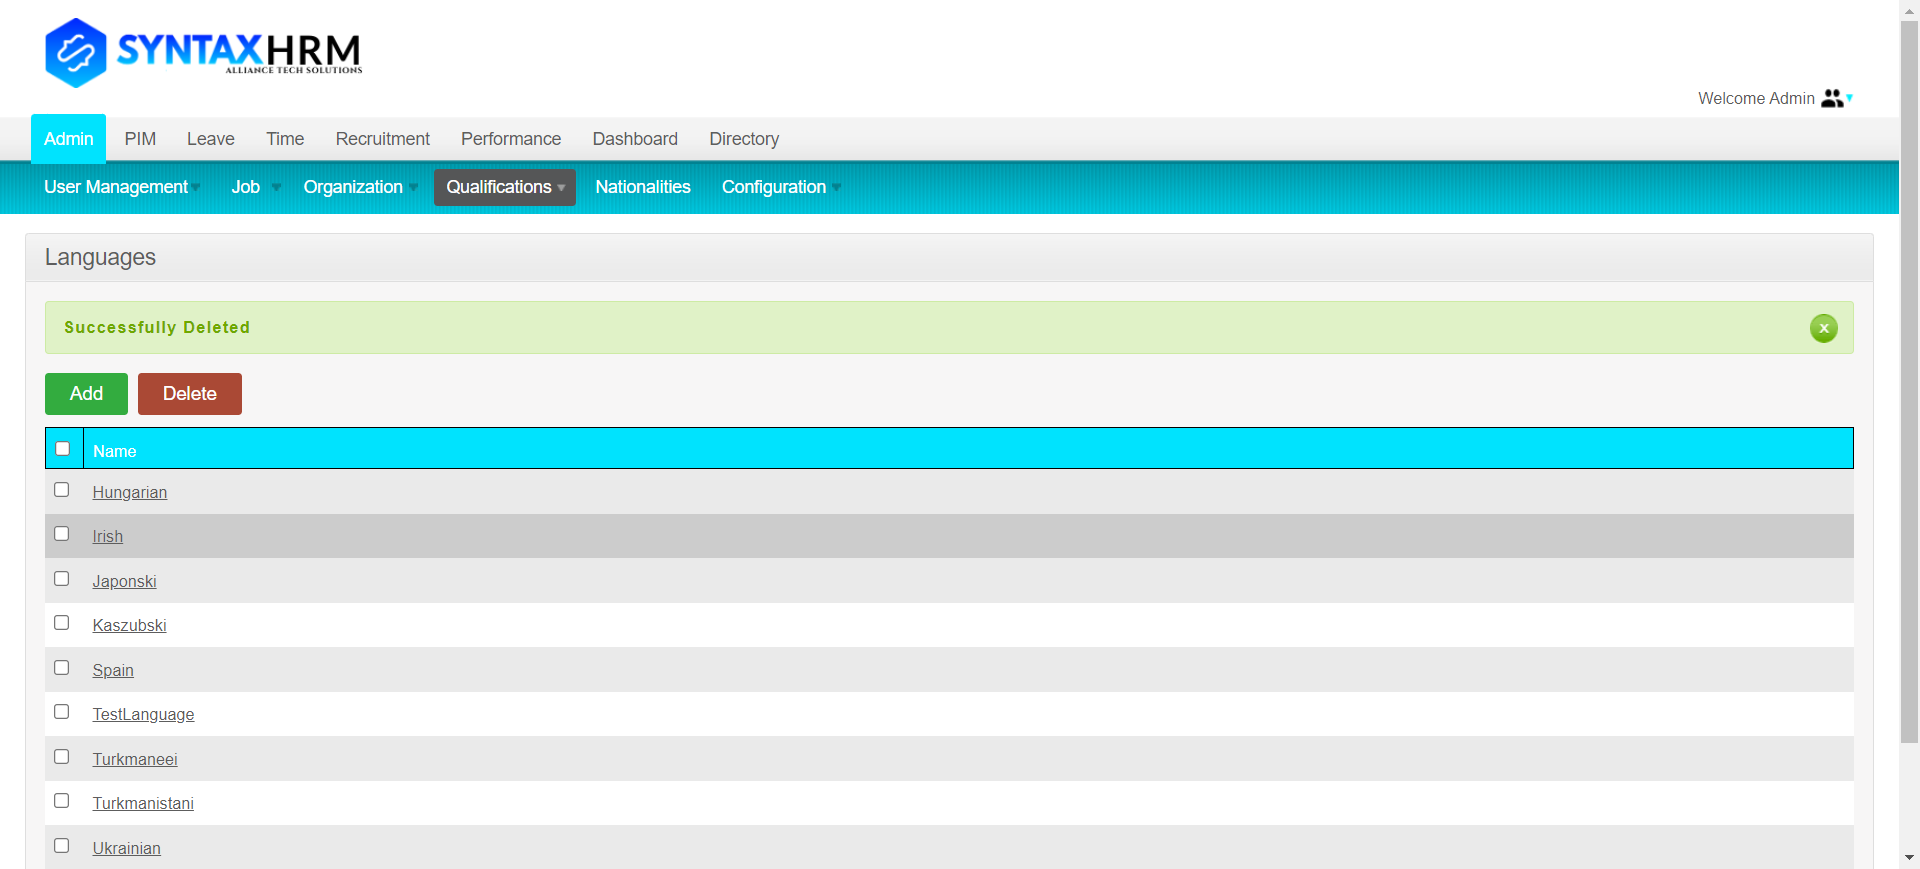 SYNTAXHRM
ALLIANCE TECH SOLUTIONS
Welcome Admin
Admin PIM Leave Time Recruitment Performance Dashboard Directory
User Management Job Organization Qualifications Nationalities Configuration
Languages
Successfully Deleted
x
Add Delete
Name
Hungarian
Irish
Japonski
Kaszubski
Spain
TestLanguage
Turkmaneei
Turkmanistani
Ukrainian